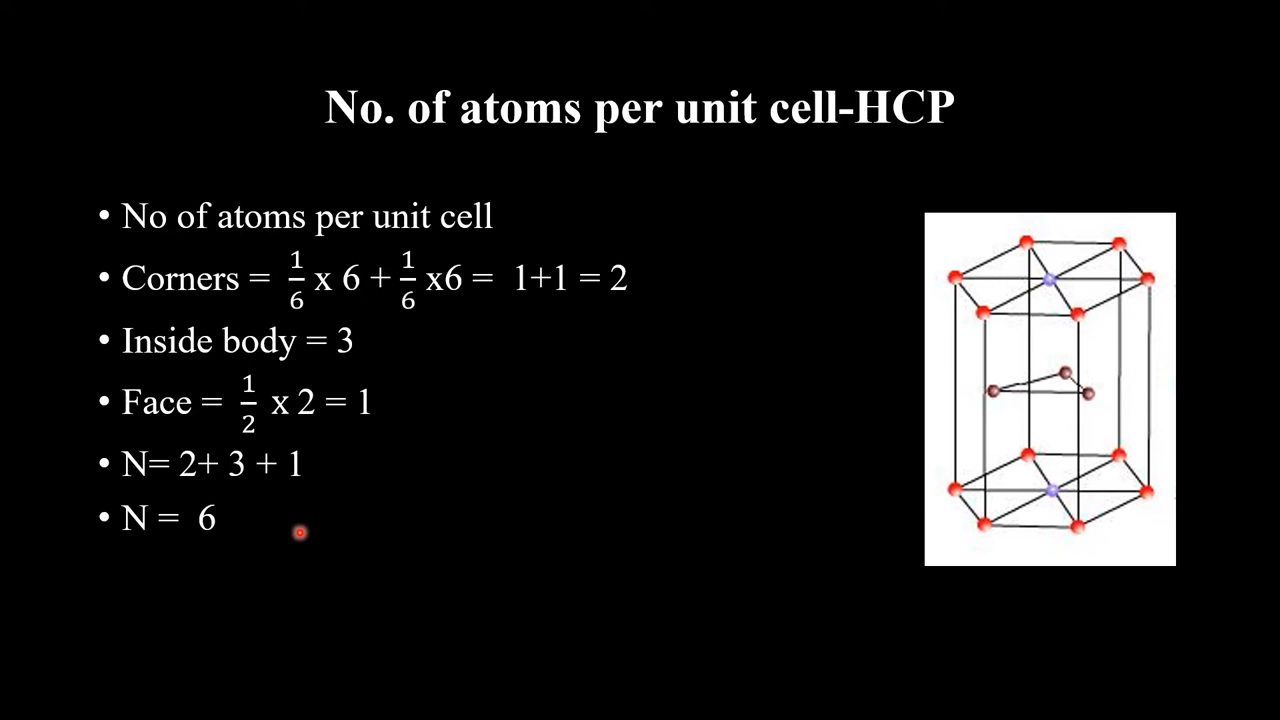 No. of atoms per unit cell-HCP
• No of atoms per unit cell
• Corners = 1/6 x 6 + 1/6 x6 = 1+1 = 2
• Inside body = 3
• Face = 1/2 x 2 = 1
• N= 2+ 3 + 1
• N = 6